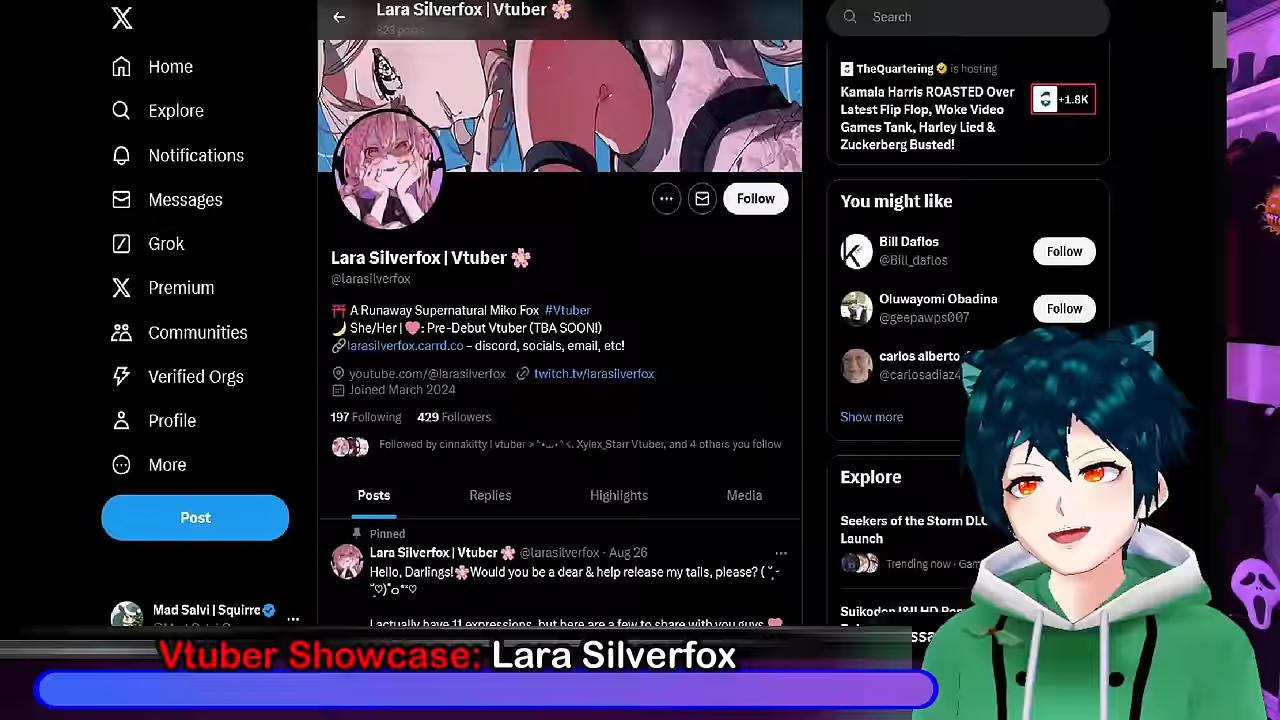 Lara Silverfox | Vtuber 🌸
823 posts
Search
Home
Explore
Notifications
Messages
Grok
Premium
Communities
Verified Orgs
Profile
More
Post
Mad Salvi | Squirre
Follow
Lara Silverfox | Vtuber 🌸
@larasilverfox
⛩️ A Runaway Supernatural Miko Fox #Vtuber
🌙 She/Her | 🩷: Pre-Debut Vtuber (TBA SOON!)
🔗larasilverfox.carrd.co – discord, socials, email, etc!
youtube.com/@larasilverfox twitch.tv/larasilverfox
Joined March 2024
197 Following 429 Followers
Followed by cinnakitty | vtuber >^•⩊•^<, Xylex_Starr Vtuber, and 4 others you follow
Posts Replies Highlights Media
Pinned
Lara Silverfox | Vtuber 🌸 @larasilverfox · Aug 26
Hello, Darlings!🌸Would you be a dear & help release my tails, please?
I actually have 11 expressions, but here are a few to share with you guys
TheQuartering is hosting
Kamala Harris ROASTED Over
Latest Flip Flop, Woke Video
Games Tank, Harley Lied &
Zuckerberg Busted!
+1.8K
You might like
Bill Daflos
@Bill_daflos
Follow
Oluwayomi Obadina
@geepaws007
Follow
carlos alberto
@carlosadiaz
Show more
Explore
Seekers of the Storm DLC
Launch
Trending now · Gam
Suikoden I&II HD
Vtuber Showcase: Lara Silverfox